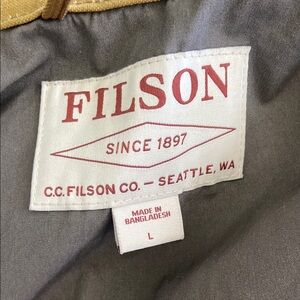 FILSON
SINCE 1897
C.C. FILSON CO. – SEATTLE, WA
MADE IN
BANGLADESH
L